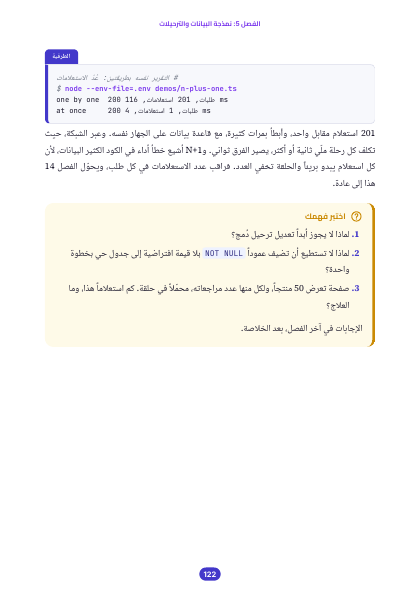 الفصل 5: نمذجة البيانات والترحيلات
الطرفية
# التقرير نفسه بطريقتين: عُدّ الاستعلامات
$ node --env-file=.env demos/n-plus-one.ts
one by one 200 طلبات, 201 استعلامات, 116 ms
at once 200 طلبات, 1 استعلامات, 4 ms
201 استعلام مقابل واحد، وأبطأ بمرات كثيرة، مع قاعدة بيانات على الجهاز نفسه. وعبر الشبكة، حيث
تكلف كل رحلة ملّي ثانية أو أكثر، يصير الفرق ثواني. وN+1 أشيع خطأ أداء في الكود الكثير البيانات، لأن
كل استعلام يبدو بريئاً والحلقة تخفي العدد. فراقب عدد الاستعلامات في كل طلب، ويحوّل الفصل 14
هذا إلى عادة.
اختبر فهمك
1. لماذا لا يجوز أبداً تعديل ترحيل دُمج؟
2. لماذا لا تستطيع أن تضيف عموداً NOT NULL بلا قيمة افتراضية إلى جدول حي بخطوة
واحدة؟
3. صفحة تعرض 50 منتجاً، ولكل منها عدد مراجعاته، محمّلاً في حلقة. كم استعلاماً هذا، وما
العلاج؟
الإجابات في آخر الفصل، بعد الخلاصة.
122